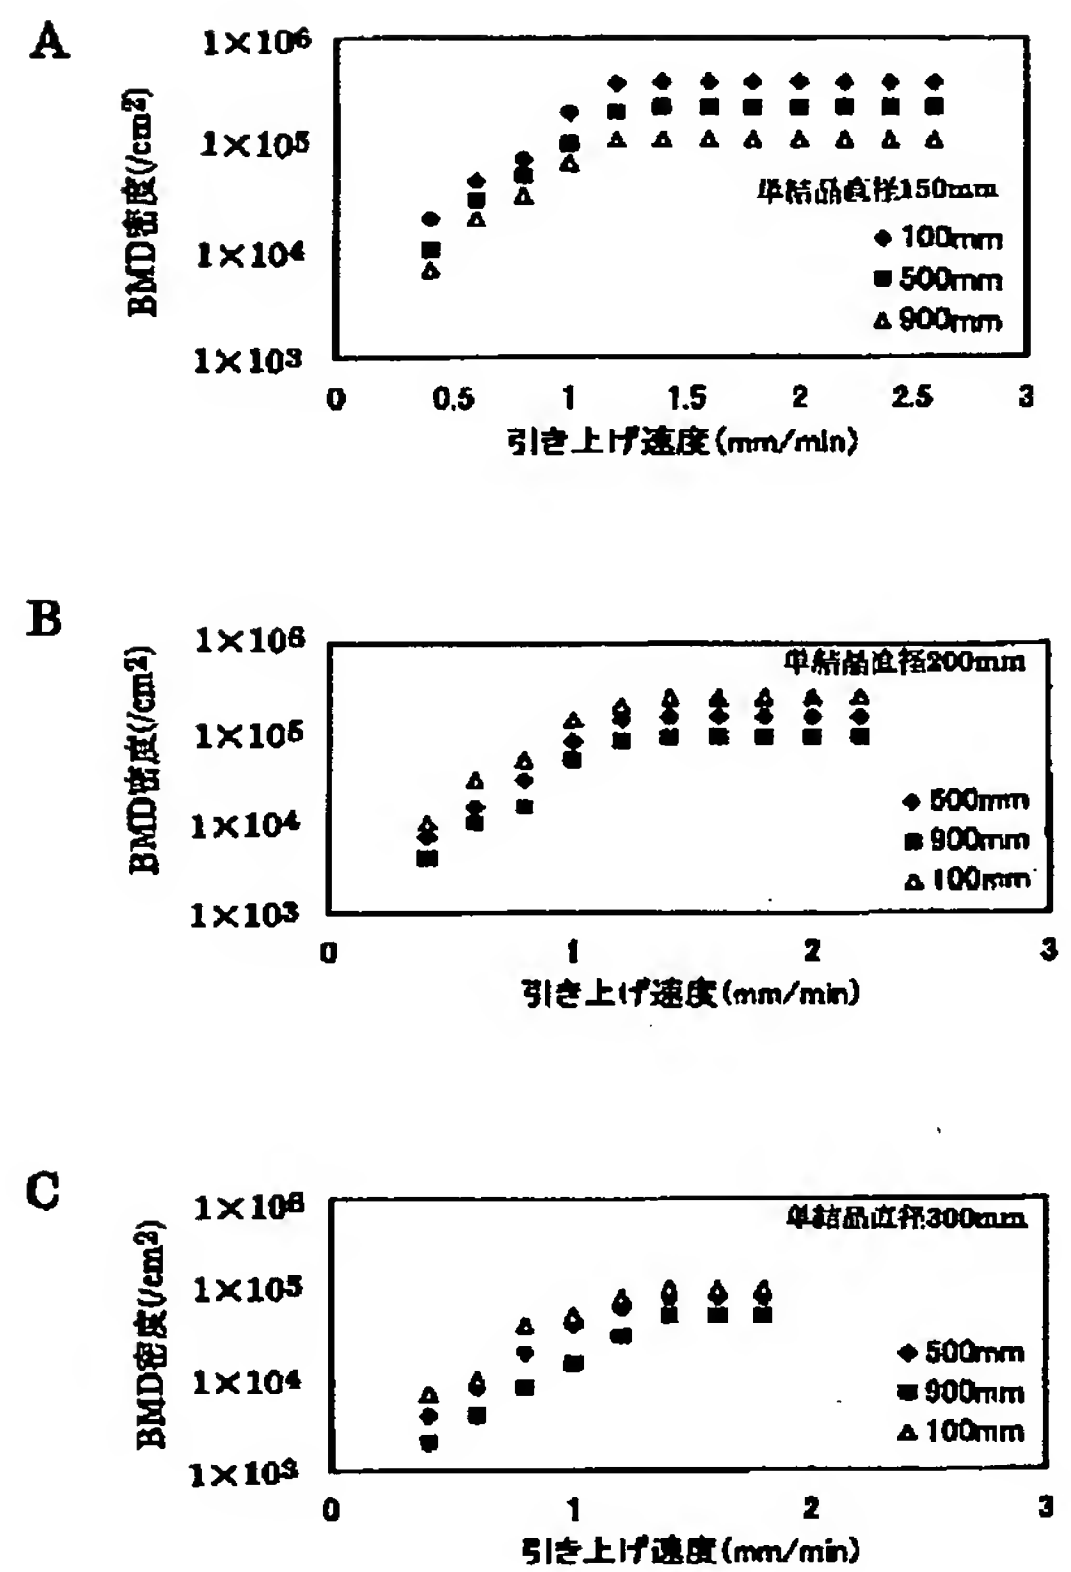 A
1×10⁶
1×10⁵
1×10⁴
1×10³
BMD密度(/cm²)
単結晶直径150mm
◆ 100mm
■ 500mm
△ 900mm
0 0.5 1 1.5 2 2.5 3
引き上げ速度(mm/min)
B
1×10⁶
1×10⁵
1×10⁴
1×10³
BMD密度(/cm²)
単結晶直径200mm
◆ 500mm
■ 900mm
△ 100mm
0 1 2 3
引き上げ速度(mm/min)
C
1×10⁶
1×10⁵
1×10⁴
1×10³
BMD密度(/cm²)
単結晶直径300mm
◆ 500mm
■ 900mm
△ 100mm
0 1 2 3
引き上げ速度(mm/min)